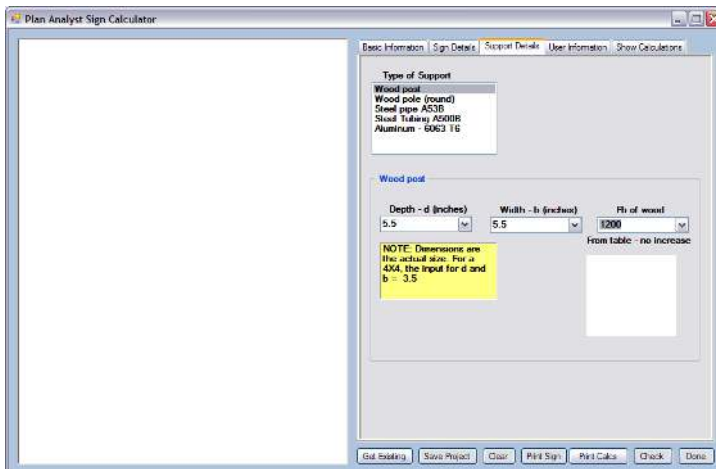 Plan Analyst Sign Calculator
Basic Information Sign Details Support Details User Information Show Calculations
Type of Support
Wood post
Wood pole (round)
Steel pipe A53B
Steel Tubing A500B
Aluminum - 6063 T6
Wood post
Depth - d (inches) Width - b (inches) Fb of wood
5.5 5.5 1200
From table - no increase
NOTE: Dimensions are
the actual size. For a
4X4, the input for d and
b = 3.5
Get Existing Save Project Clear Print Sign Print Calcs Check Done